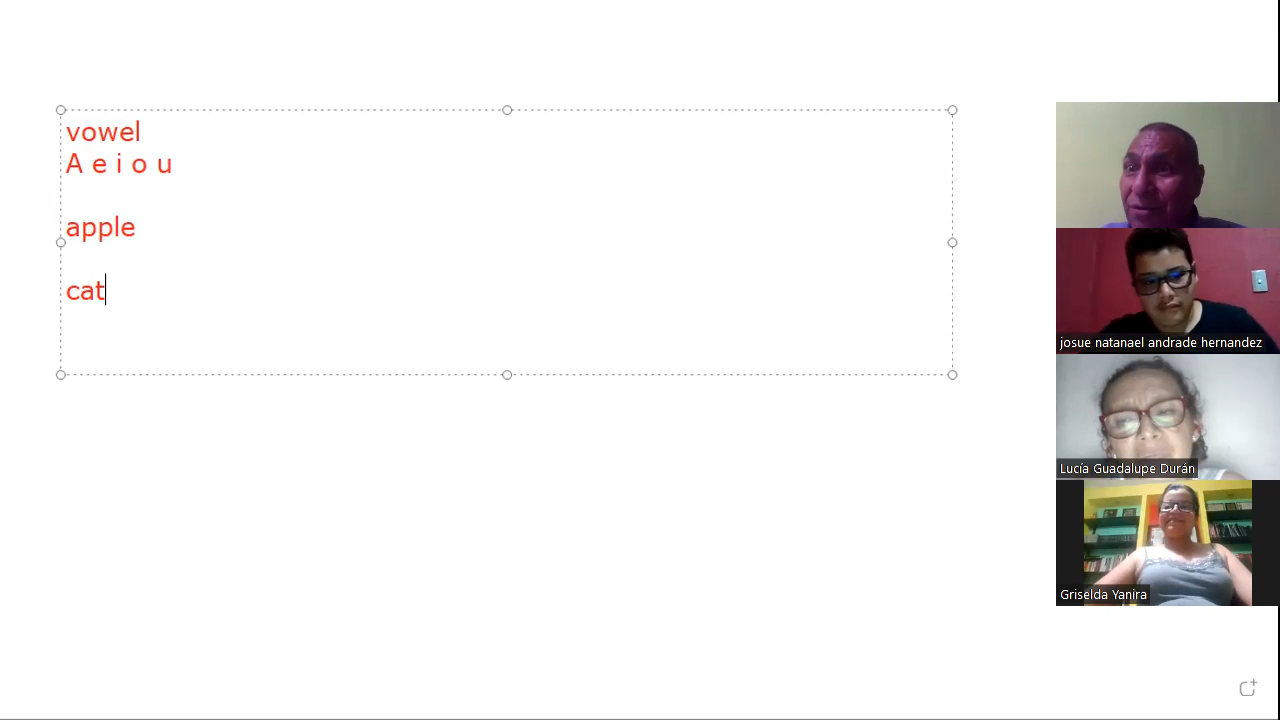 vowel
A e i o u
apple
cat
josue natanael andrade hernandez
Lucía Guadalupe Durán
Griselda Yanira